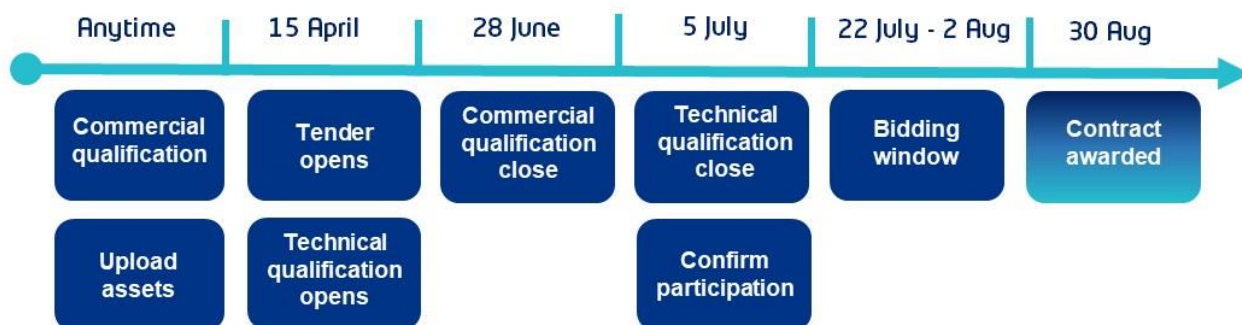 Anytime
15 April
28 June
5 July
22 July - 2 Aug
30 Aug
Commercial
qualification
Tender
opens
Commercial
qualification
close
Technical
qualification
close
Bidding
window
Contract
awarded
Upload
assets
Technical
qualification
opens
Confirm
participation